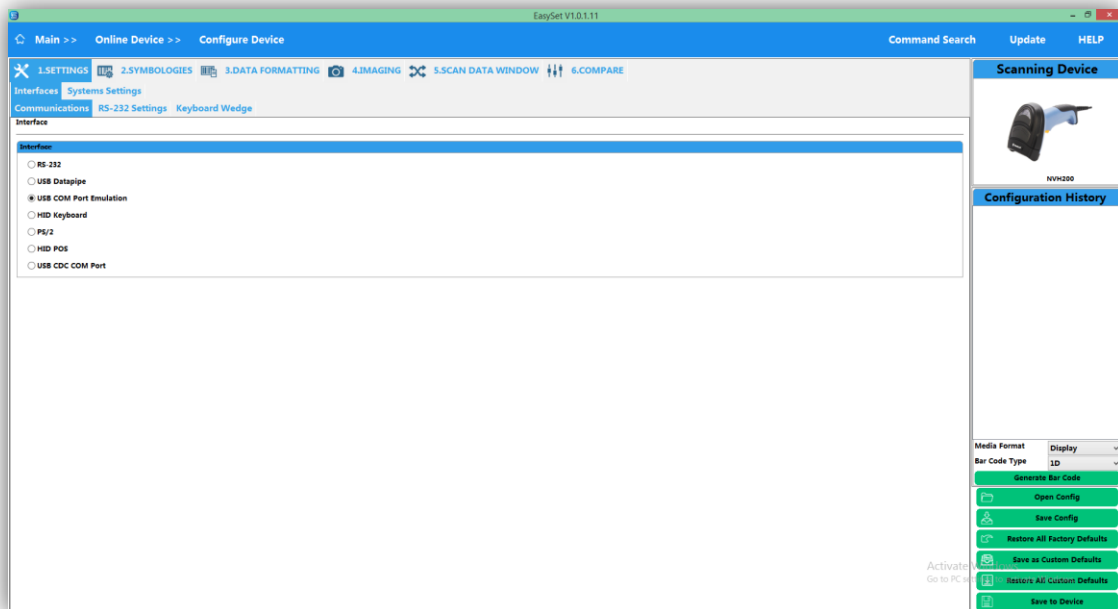 EasySet V1.0.1.11
Main >> Online Device >> Configure Device Command Search Update HELP
1.SETTINGS 2.SYMBOLOGIES 3.DATA FORMATTING 4.IMAGING 5.SCAN DATA WINDOW 6.COMPARE
Interfaces Systems Settings
Communications RS-232 Settings Keyboard Wedge
Interface
Interface
RS-232
USB Datapipe
USB COM Port Emulation
HID Keyboard
PS/2
HID POS
USB CDC COM Port
Scanning Device
NVH200
Configuration History
Media Format Display
Bar Code Type 1D
Generate Bar Code
Open Config
Save Config
Restore All Factory Defaults
Save as Custom Defaults
Restore All Custom Defaults
Save to Device
Activate
Go to PC